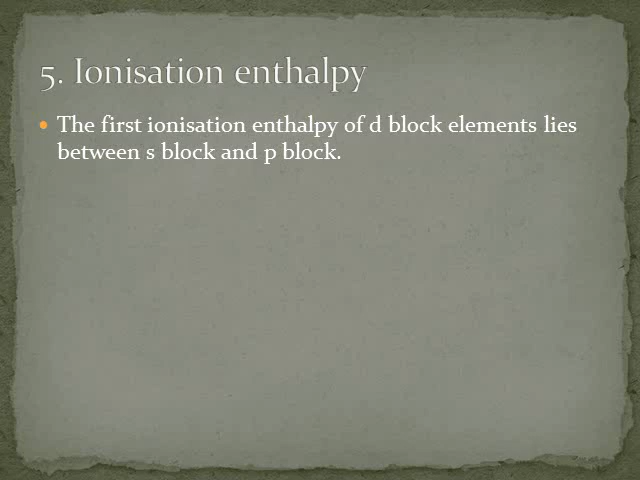 5. Ionisation enthalpy
The first ionisation enthalpy of d block elements lies
between s block and p block.